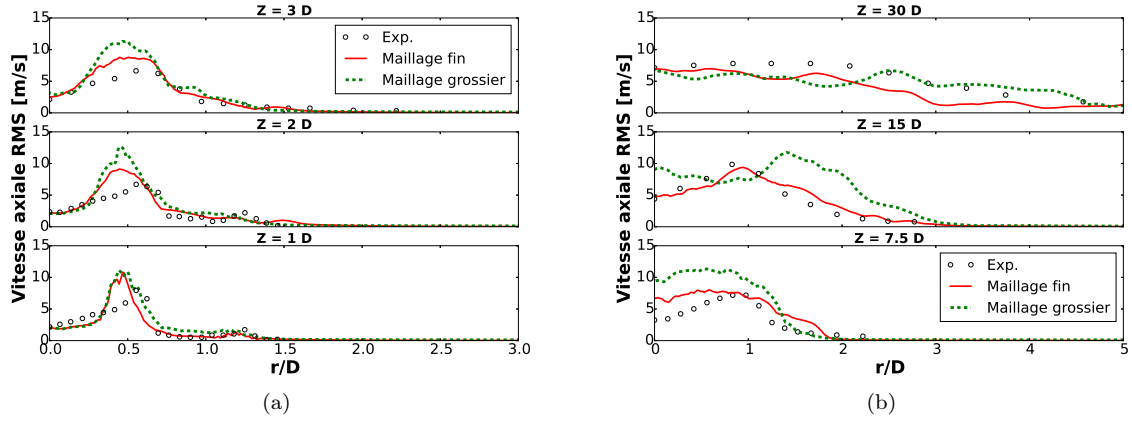 Z = 3 D
15
10
5
0
Exp.
Maillage fin
Maillage grossier
Z = 2 D
15
10
5
0
Z = 1 D
15
10
5
0
0.0 0.5 1.0 1.5 2.0 2.5 3.0
r/D
Vitesse axiale RMS [m/s]
(a)
Z = 30 D
15
10
5
0
Z = 15 D
15
10
5
0
Z = 7.5 D
15
10
5
0
Exp.
Maillage fin
Maillage grossier
0 1 2 3 4 5
r/D
Vitesse axiale RMS [m/s]
(b)